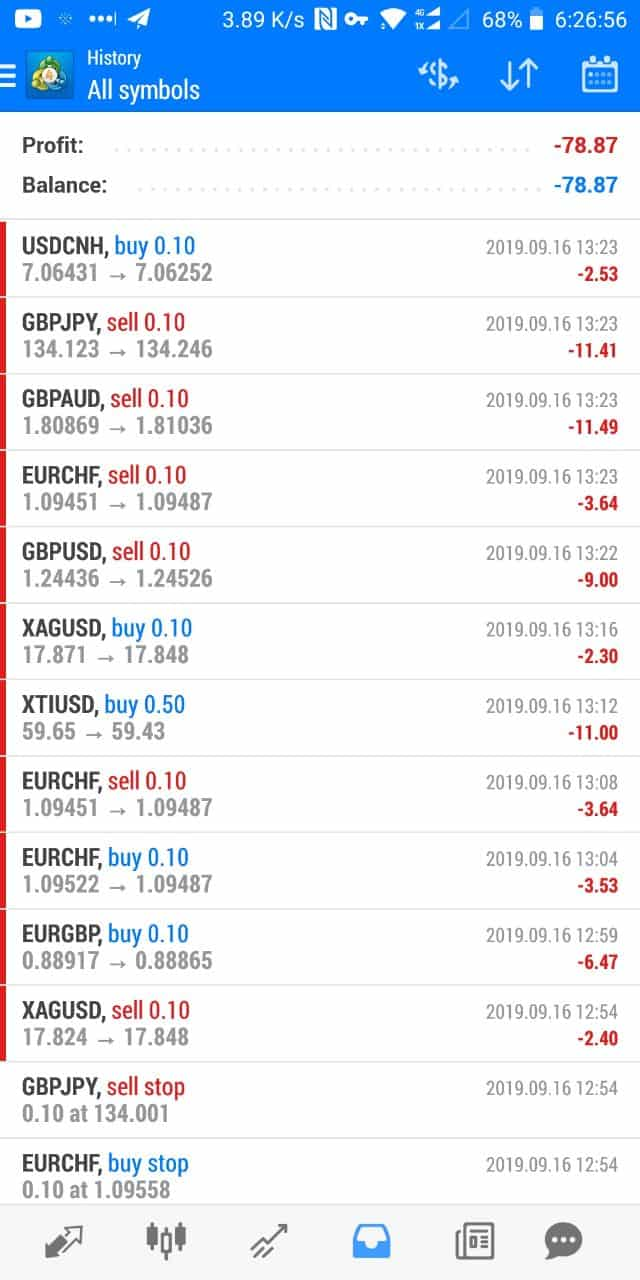 3.89 K/s 4G 1X 68% 6:26:56
History
All symbols
Profit: -78.87
Balance: -78.87
USDCNH, buy 0.10 2019.09.16 13:23
7.06431 → 7.06252 -2.53
GBPJPY, sell 0.10 2019.09.16 13:23
134.123 → 134.246 -11.41
GBPAUD, sell 0.10 2019.09.16 13:23
1.80869 → 1.81036 -11.49
EURCHF, sell 0.10 2019.09.16 13:23
1.09451 → 1.09487 -3.64
GBPUSD, sell 0.10 2019.09.16 13:22
1.24436 → 1.24526 -9.00
XAGUSD, buy 0.10 2019.09.16 13:16
17.871 → 17.848 -2.30
XTIUSD, buy 0.50 2019.09.16 13:12
59.65 → 59.43 -11.00
EURCHF, sell 0.10 2019.09.16 13:08
1.09451 → 1.09487 -3.64
EURCHF, buy 0.10 2019.09.16 13:04
1.09522 → 1.09487 -3.53
EURGBP, buy 0.10 2019.09.16 12:59
0.88917 → 0.88865 -6.47
XAGUSD, sell 0.10 2019.09.16 12:54
17.824 → 17.848 -2.40
GBPJPY, sell stop 2019.09.16 12:54
0.10 at 134.001
EURCHF, buy stop 2019.09.16 12:54
0.10 at 1.09558